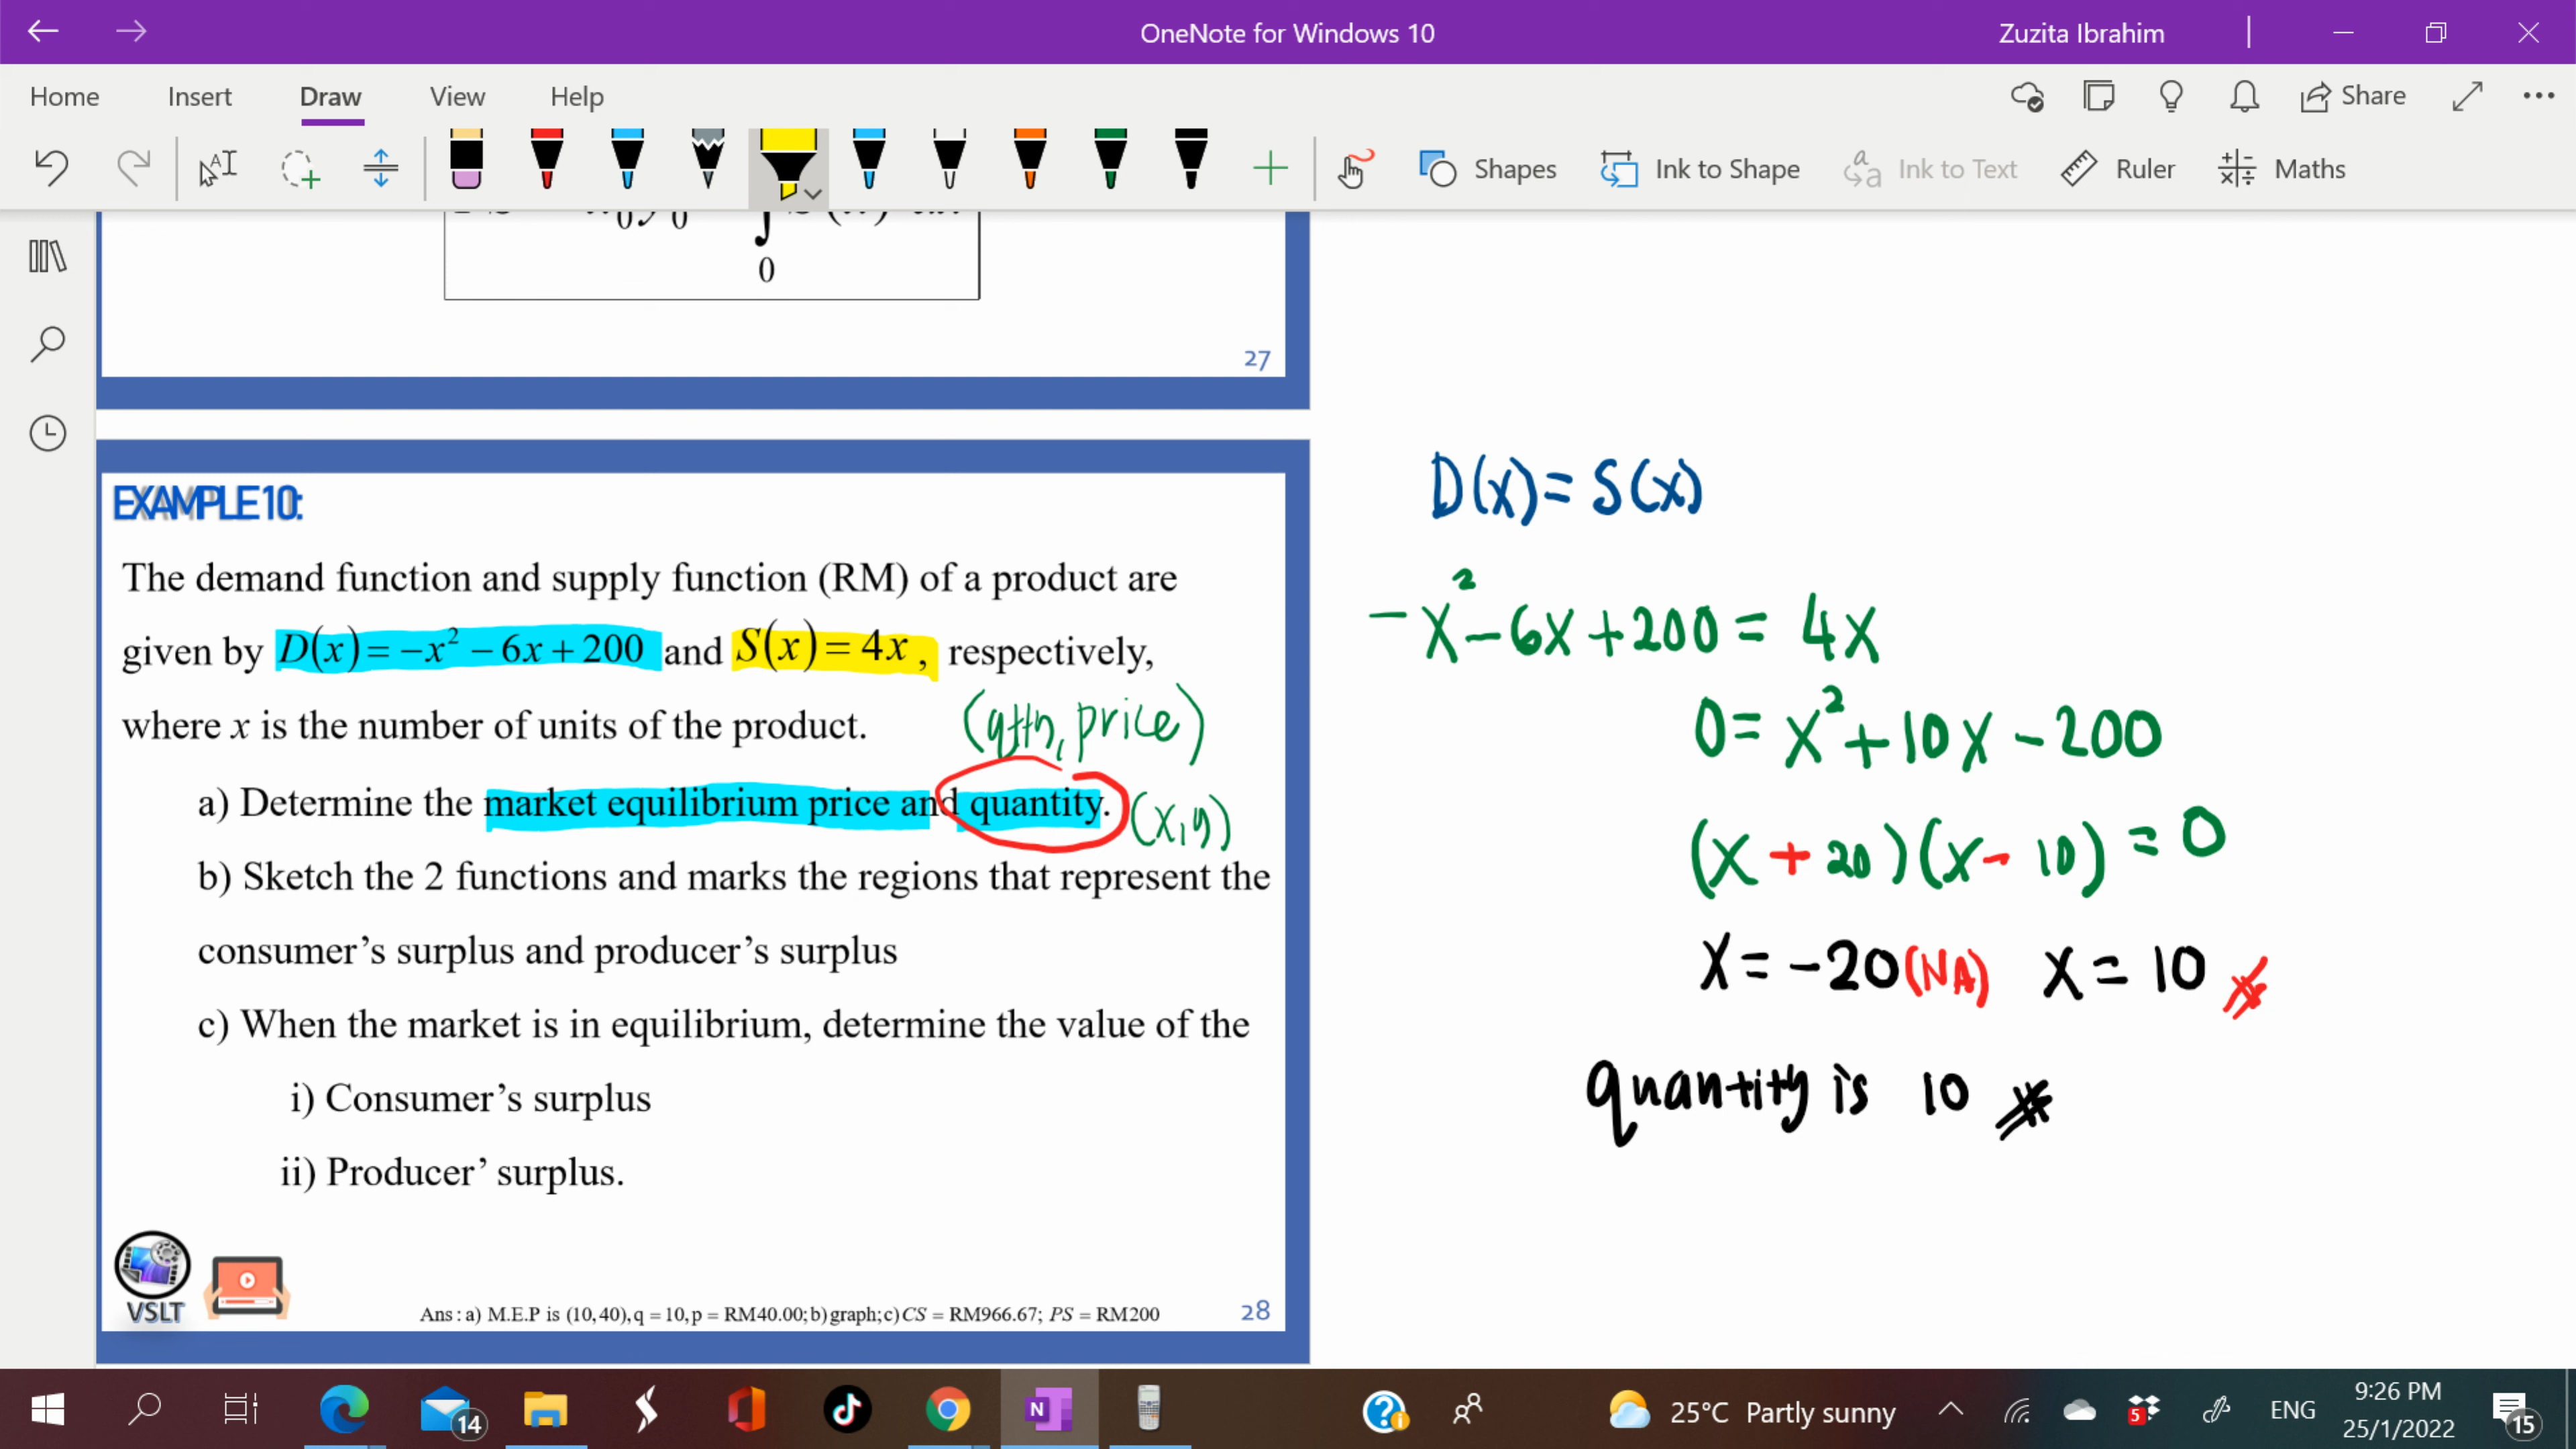 OneNote for Windows 10
Zuzita Ibrahim
Home Insert Draw View Help
Share
Shapes Ink to Shape Ink to Text Ruler Maths
0
27
EXAMPLE 10:
The demand function and supply function (RM) of a product are
given by D(x) = −x² − 6x + 200 and S(x) = 4x , respectively,
where x is the number of units of the product.
(qttn, price)
a) Determine the market equilibrium price and quantity.
(x,y)
b) Sketch the 2 functions and marks the regions that represent the
consumer’s surplus and producer’s surplus
c) When the market is in equilibrium, determine the value of the
i) Consumer’s surplus
ii) Producer’ surplus.
VSLT
Ans : a) M.E.P is (10, 40), q = 10, p = RM40.00; b) graph; c) CS = RM966.67; PS = RM200
28
D(x) = S(x)
-x² - 6x + 200 = 4x
0 = x² + 10x - 200
(x + 20)(x - 10) = 0
x = -20 (NA) x = 10
quantity is 10
14
N
25°C Partly sunny
5
ENG
9:26 PM
25/1/2022
15